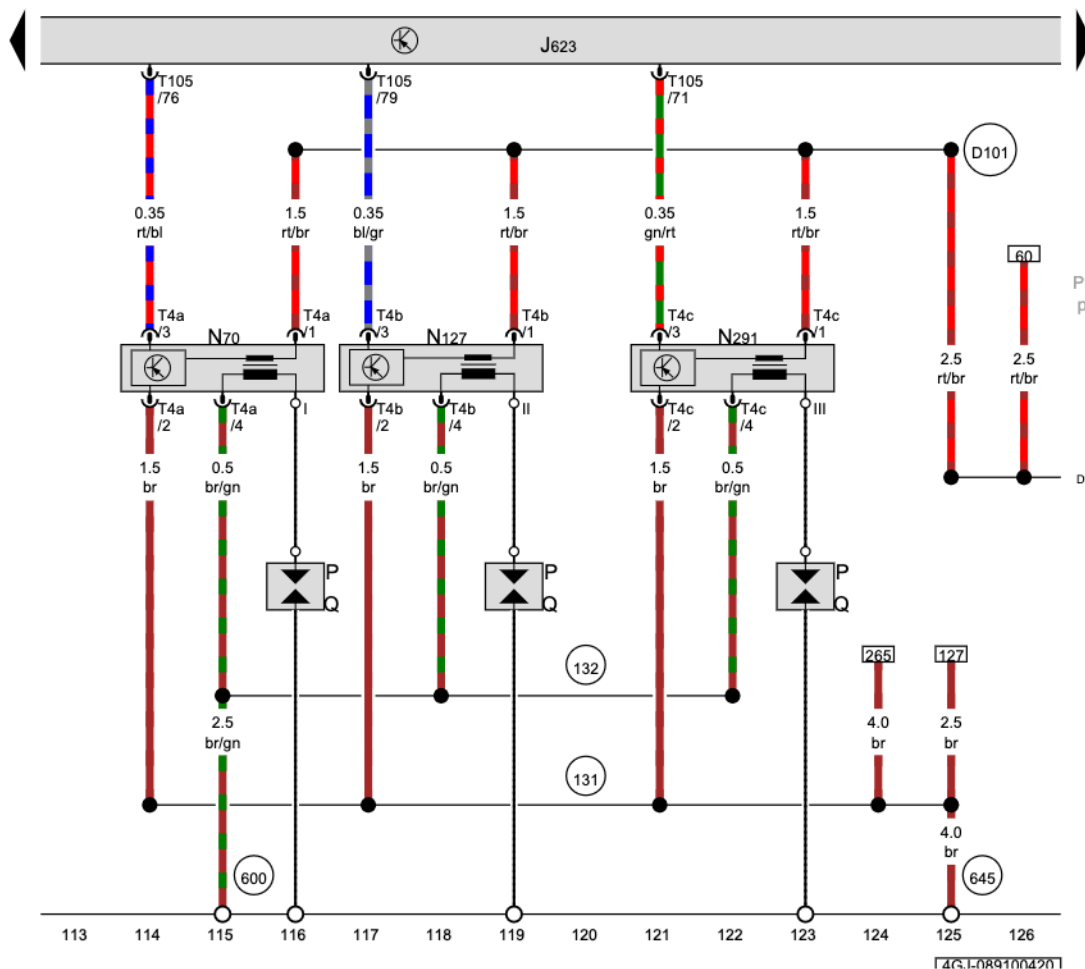 J623
T105
/76
T105
/79
T105
/71
D101
0.35
rt/bl
1.5
rt/br
0.35
bl/gr
1.5
rt/br
0.35
gn/rt
1.5
rt/br
60
P
p
T4a
/3
N70
T4a
/1
T4b
/3
N127
T4b
/1
T4c
/3
N291
T4c
/1
2.5
rt/br
2.5
rt/br
T4a
/2
T4a
/4
I
T4b
/2
T4b
/4
II
T4c
/2
T4c
/4
III
1.5
br
0.5
br/gn
1.5
br
0.5
br/gn
1.5
br
0.5
br/gn
D
P
Q
P
Q
P
Q
132
265
127
2.5
br/gn
4.0
br
2.5
br
131
4.0
br
600
645
113 114 115 116 117 118 119 120 121 122 123 124 125 126
4GJ-089100420